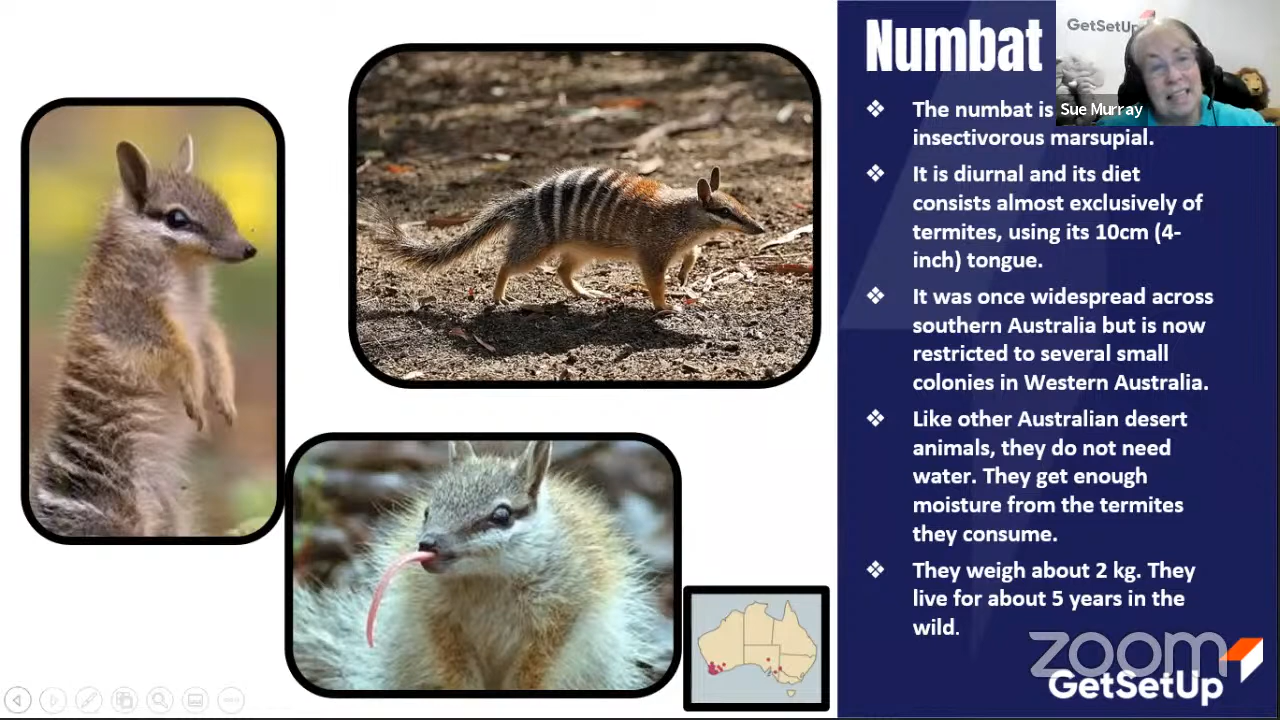 Numbat
GetSetUp
Sue Murray
❖ The numbat is
insectivorous marsupial.
❖ It is diurnal and its diet
consists almost exclusively of
termites, using its 10cm (4-
inch) tongue.
❖ It was once widespread across
southern Australia but is now
restricted to several small
colonies in Western Australia.
❖ Like other Australian desert
animals, they do not need
water. They get enough
moisture from the termites
they consume.
❖ They weigh about 2 kg. They
live for about 5 years in the
wild.
zoom
GetSetUp